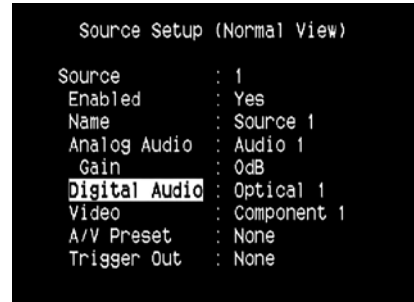 Source Setup (Normal View)
Source : 1
Enabled : Yes
Name : Source 1
Analog Audio : Audio 1
Gain : 0dB
Digital Audio : Optical 1
Video : Component 1
A/V Preset : None
Trigger Out : None